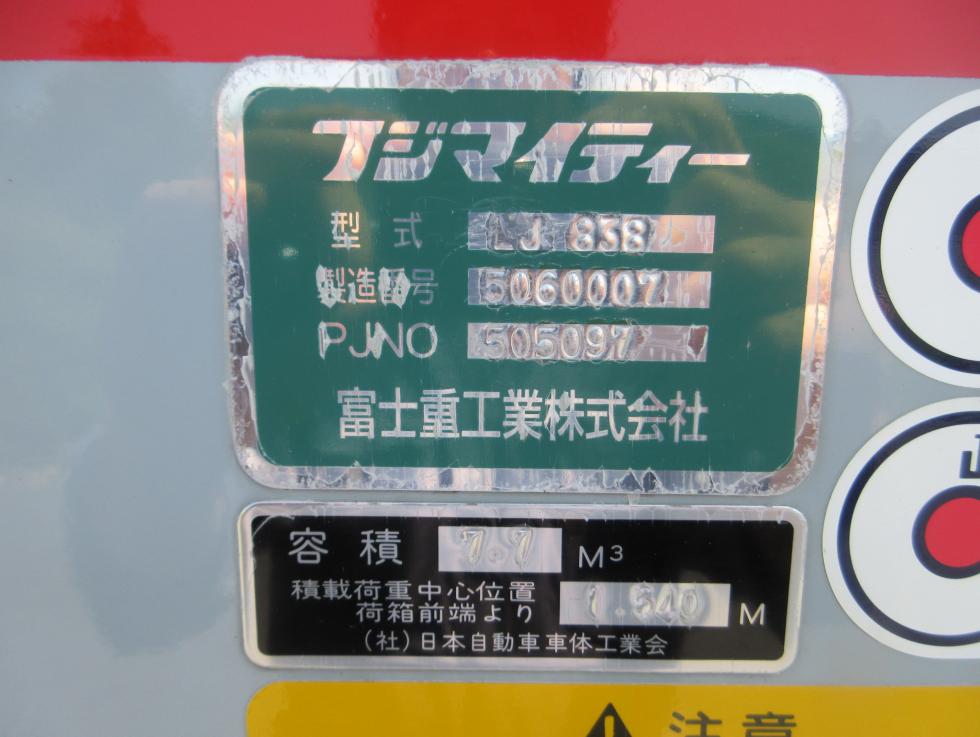 フジマイティー
型式 LJ 838
製造番号 5060007
PJNO 505097
富士重工業株式会社
容積 7.7 M³
積載荷重中心位置
荷箱前端より 1.640 M
(社)日本自動車車体工業会
注意